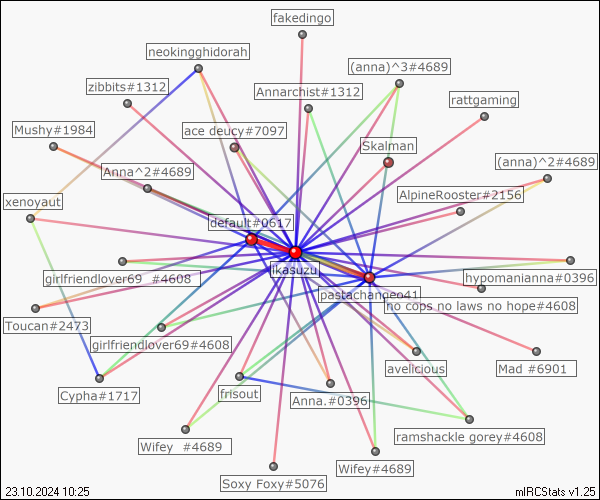 fakedingo
neokingghidorah
(anna)^3#4689
zibbits#1312
Annarchist#1312
rattgaming
Mushy#1984
ace deucy#7097
Skalman
Anna^2#4689
(anna)^2#4689
xenoyaut
AlpineRooster#2156
default#0617
Ikasuzu
girlfriendlover69 #4608
hypomanianna#0396
pastachangeo41
no cops no laws no hope#4608
Toucan#2473
girlfriendlover69#4608
avelicious
Mad #6901
Cypha#1717
frisout
Anna.#0396
Wifey #4689
ramshackle gorey#4608
Wifey#4689
Soxy Foxy#5076
23.10.2024 10:25
mIRCStats v1.25